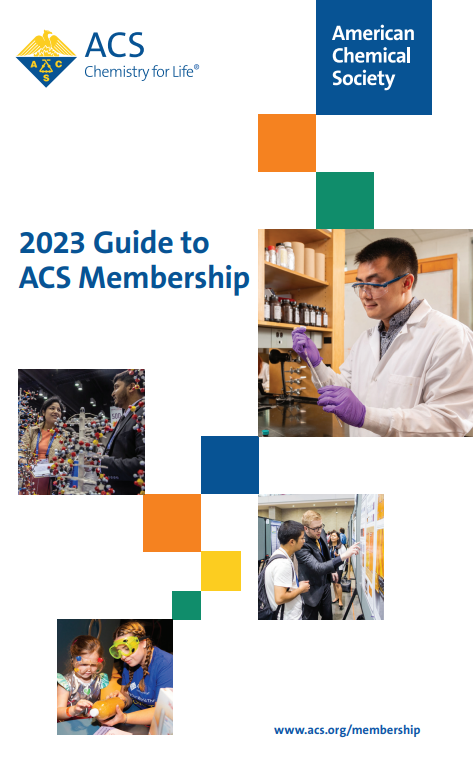 ACS
Chemistry for Life®
A C S
American
Chemical
Society
2023 Guide to
ACS Membership
www.acs.org/membership